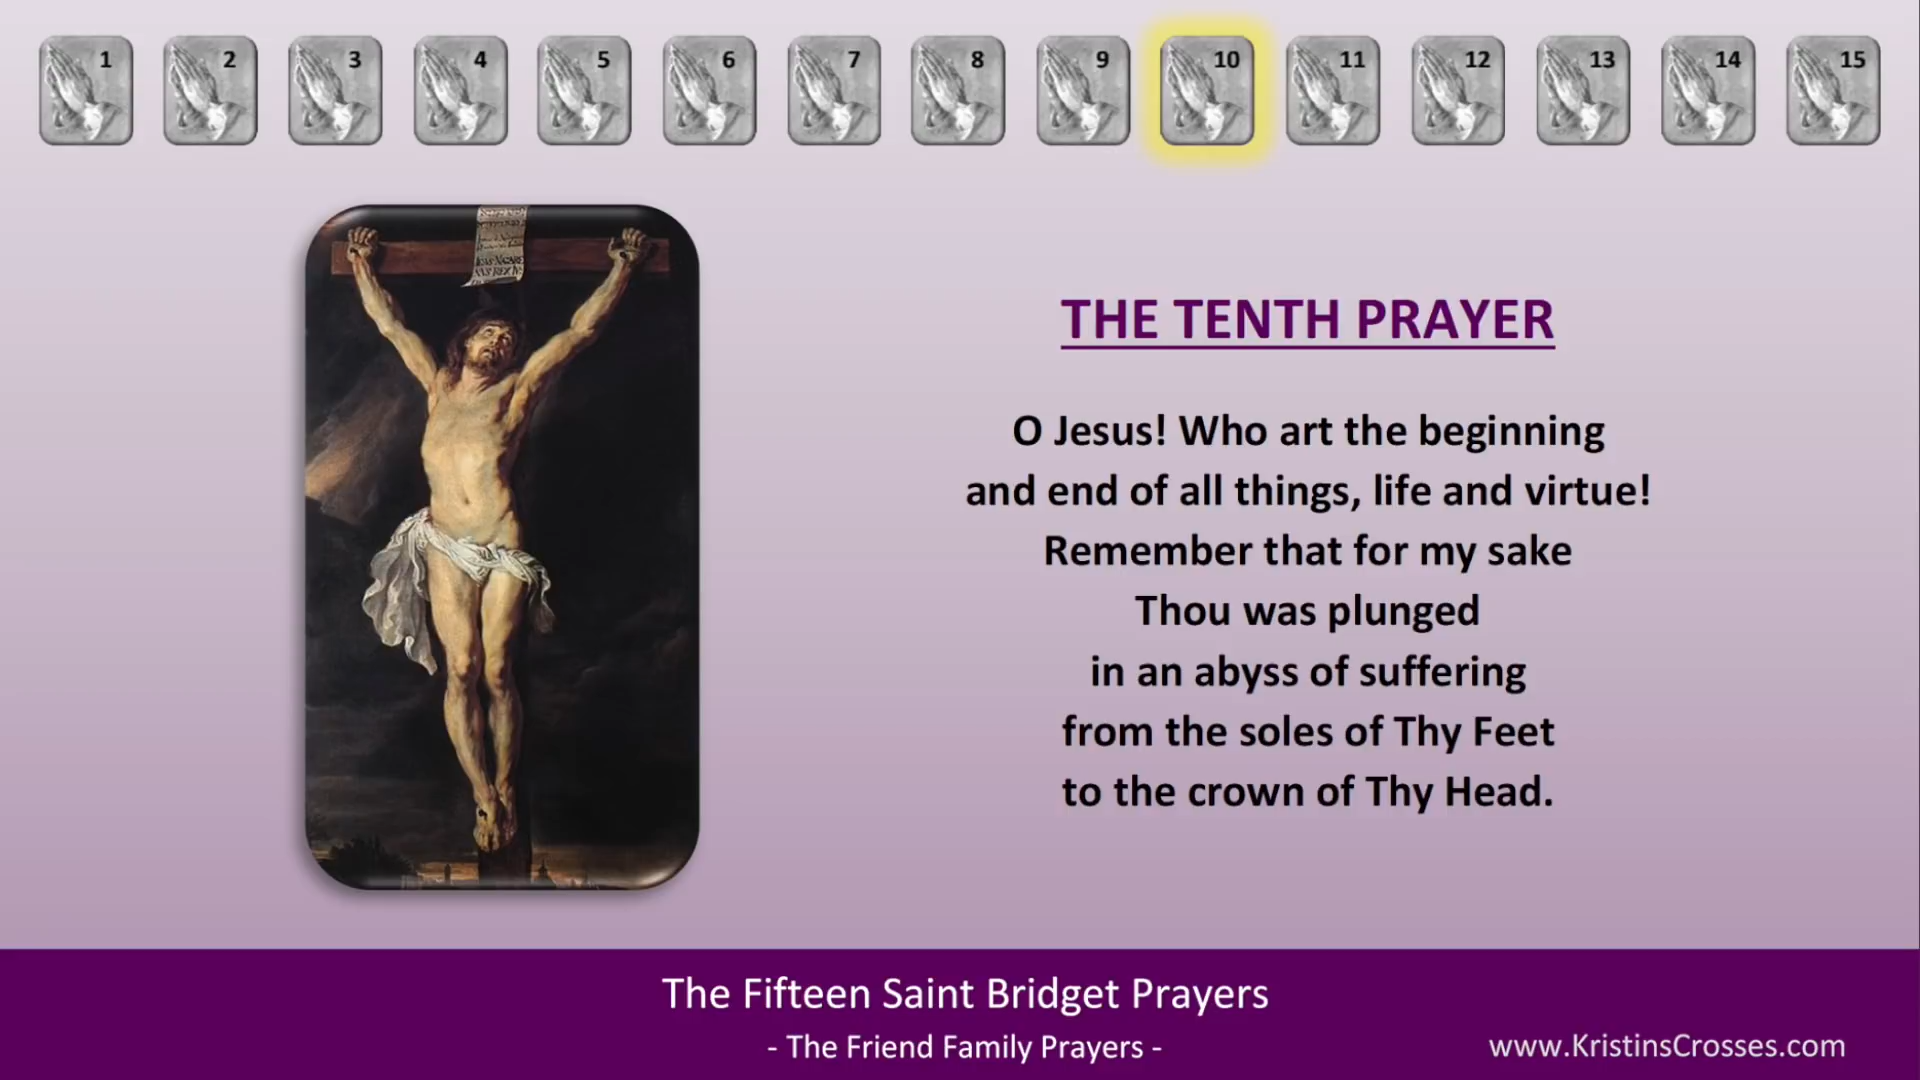 1 2 3 4 5 6 7 8 9 10 11 12 13 14 15
THE TENTH PRAYER
O Jesus! Who art the beginning
and end of all things, life and virtue!
Remember that for my sake
Thou was plunged
in an abyss of suffering
from the soles of Thy Feet
to the crown of Thy Head.
The Fifteen Saint Bridget Prayers
- The Friend Family Prayers -
www.KristinsCrosses.com